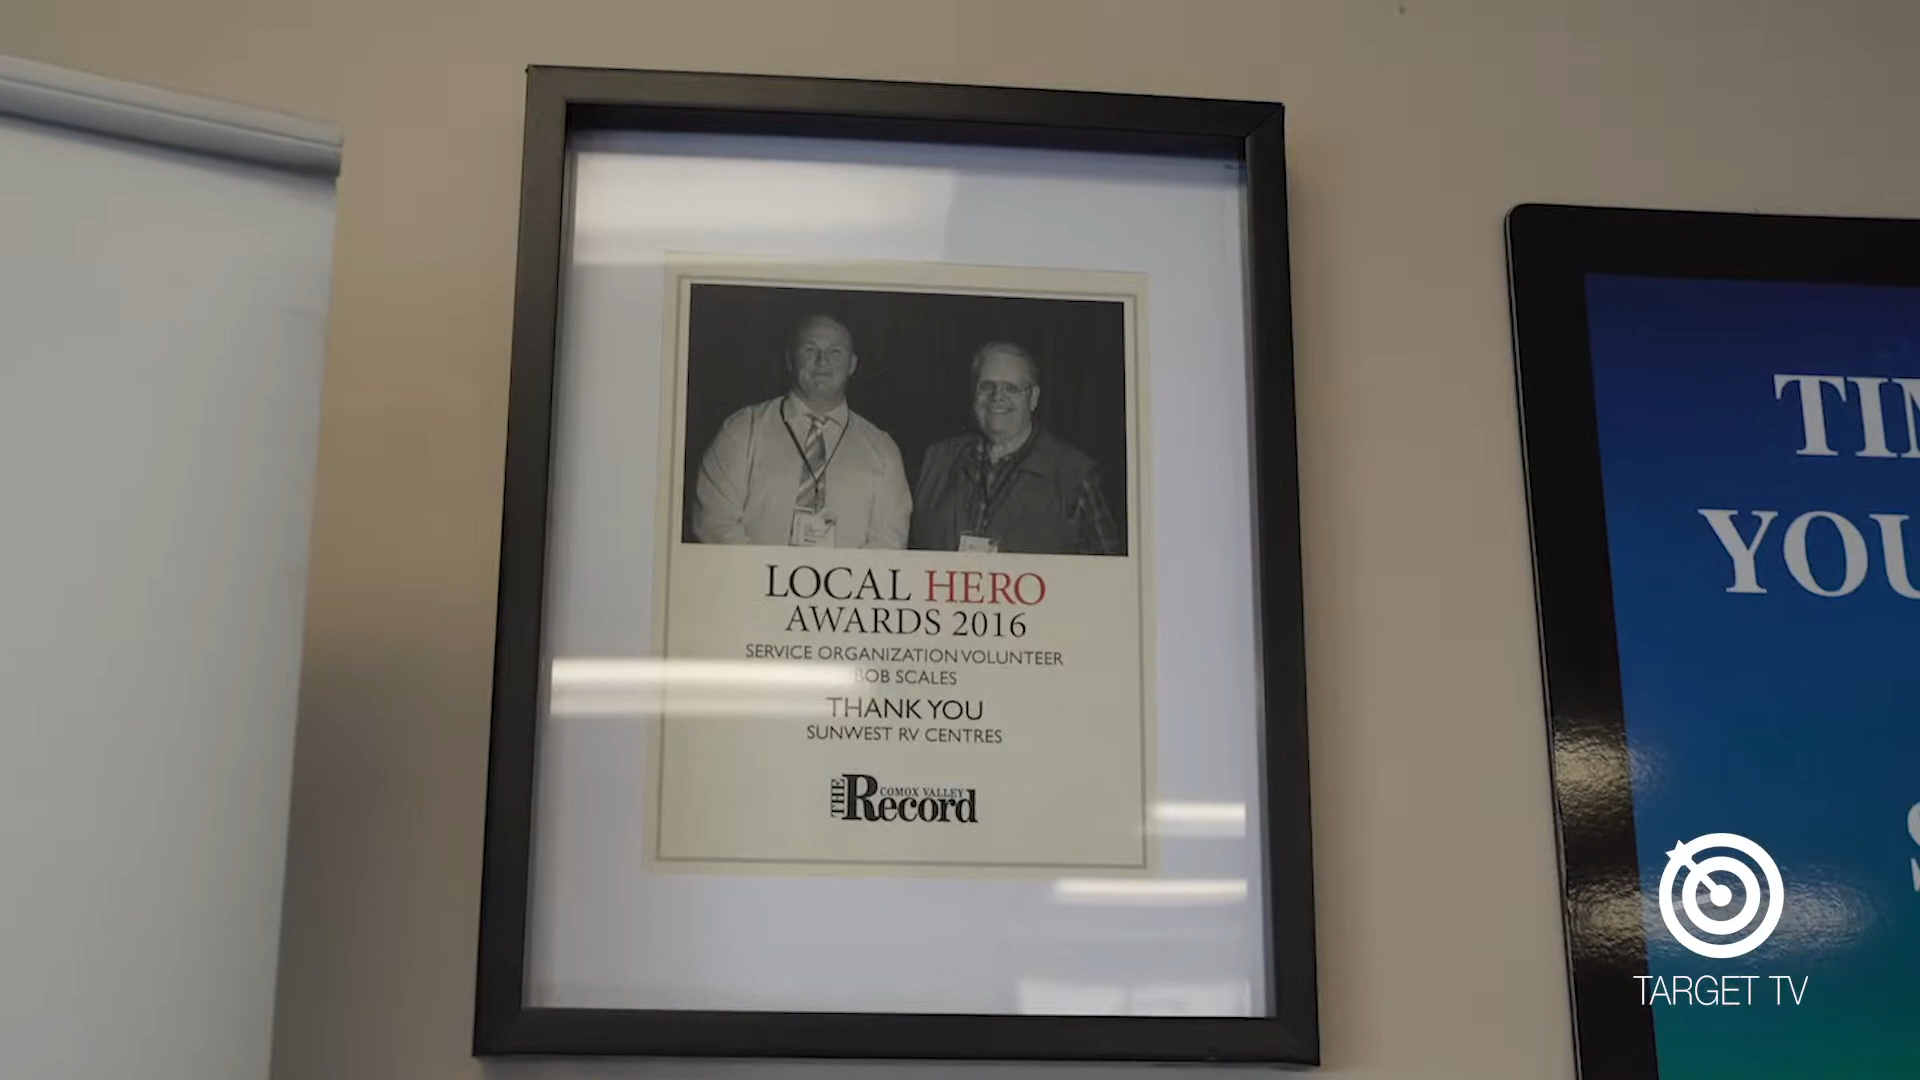 LOCAL HERO
AWARDS 2016
SERVICE ORGANIZATION VOLUNTEER
BOB SCALES
THANK YOU
SUNWEST RV CENTRES
THE COMOX VALLEY
Record
YOU
TARGET TV